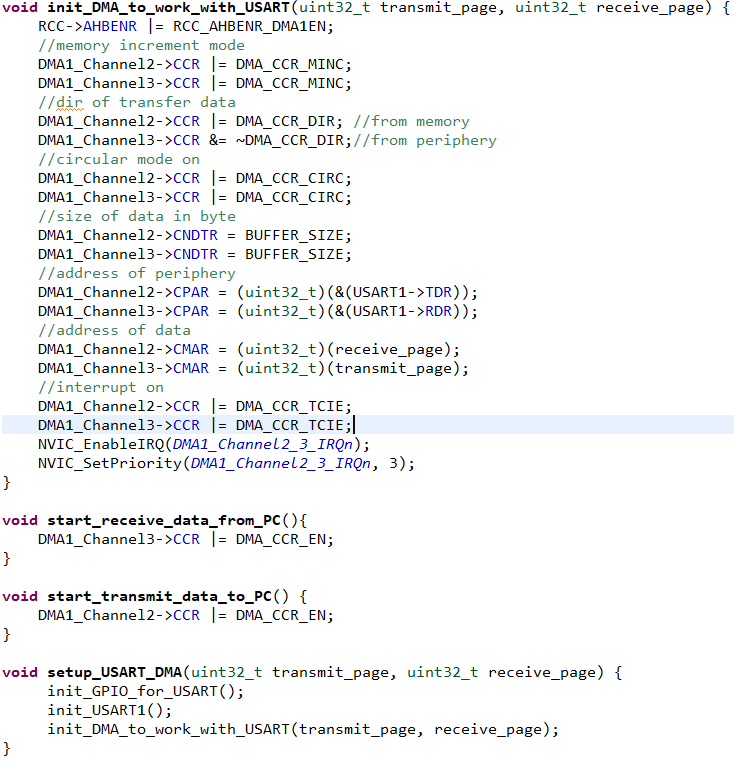 void init_DMA_to_work_with_USART(uint32_t transmit_page, uint32_t receive_page) {
    RCC->AHBENR |= RCC_AHBENR_DMA1EN;
    //memory increment mode
    DMA1_Channel2->CCR |= DMA_CCR_MINC;
    DMA1_Channel3->CCR |= DMA_CCR_MINC;
    //dir of transfer data
    DMA1_Channel2->CCR |= DMA_CCR_DIR; //from memory
    DMA1_Channel3->CCR &= ~DMA_CCR_DIR;//from periphery
    //circular mode on
    DMA1_Channel2->CCR |= DMA_CCR_CIRC;
    DMA1_Channel3->CCR |= DMA_CCR_CIRC;
    //size of data in byte
    DMA1_Channel2->CNDTR = BUFFER_SIZE;
    DMA1_Channel3->CNDTR = BUFFER_SIZE;
    //address of periphery
    DMA1_Channel2->CPAR = (uint32_t)(&(USART1->TDR));
    DMA1_Channel3->CPAR = (uint32_t)(&(USART1->RDR));
    //address of data
    DMA1_Channel2->CMAR = (uint32_t)(receive_page);
    DMA1_Channel3->CMAR = (uint32_t)(transmit_page);
    //interrupt on
    DMA1_Channel2->CCR |= DMA_CCR_TCIE;
    DMA1_Channel3->CCR |= DMA_CCR_TCIE;
    NVIC_EnableIRQ(DMA1_Channel2_3_IRQn);
    NVIC_SetPriority(DMA1_Channel2_3_IRQn, 3);
}

void start_receive_data_from_PC(){
    DMA1_Channel3->CCR |= DMA_CCR_EN;
}

void start_transmit_data_to_PC() {
    DMA1_Channel2->CCR |= DMA_CCR_EN;
}

void setup_USART_DMA(uint32_t transmit_page, uint32_t receive_page) {
     init_GPIO_for_USART();
     init_USART1();
     init_DMA_to_work_with_USART(transmit_page, receive_page);
}